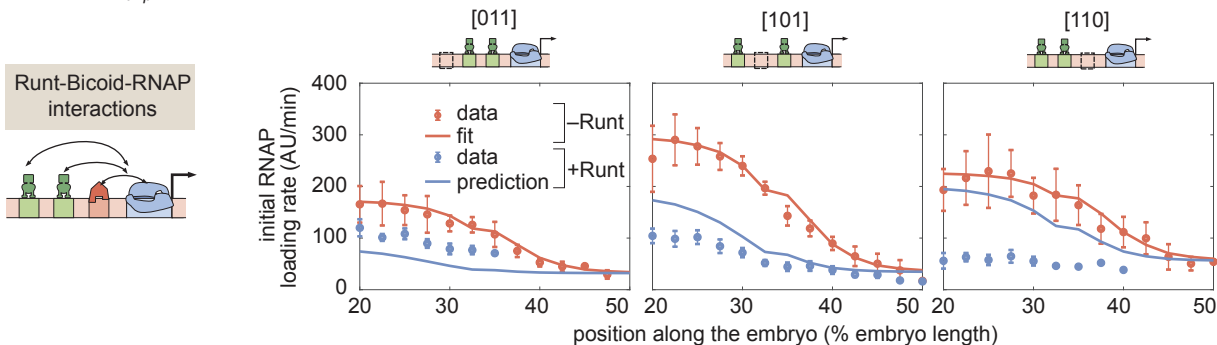 p
[011]
[101]
[110]
Runt-Bicoid-RNAP
interactions
initial RNAP
loading rate (AU/min)
400
300
200
100
0
data
fit
–Runt
data
prediction
+Runt
20
30
40
50
20
30
40
50
20
30
40
50
position along the embryo (% embryo length)